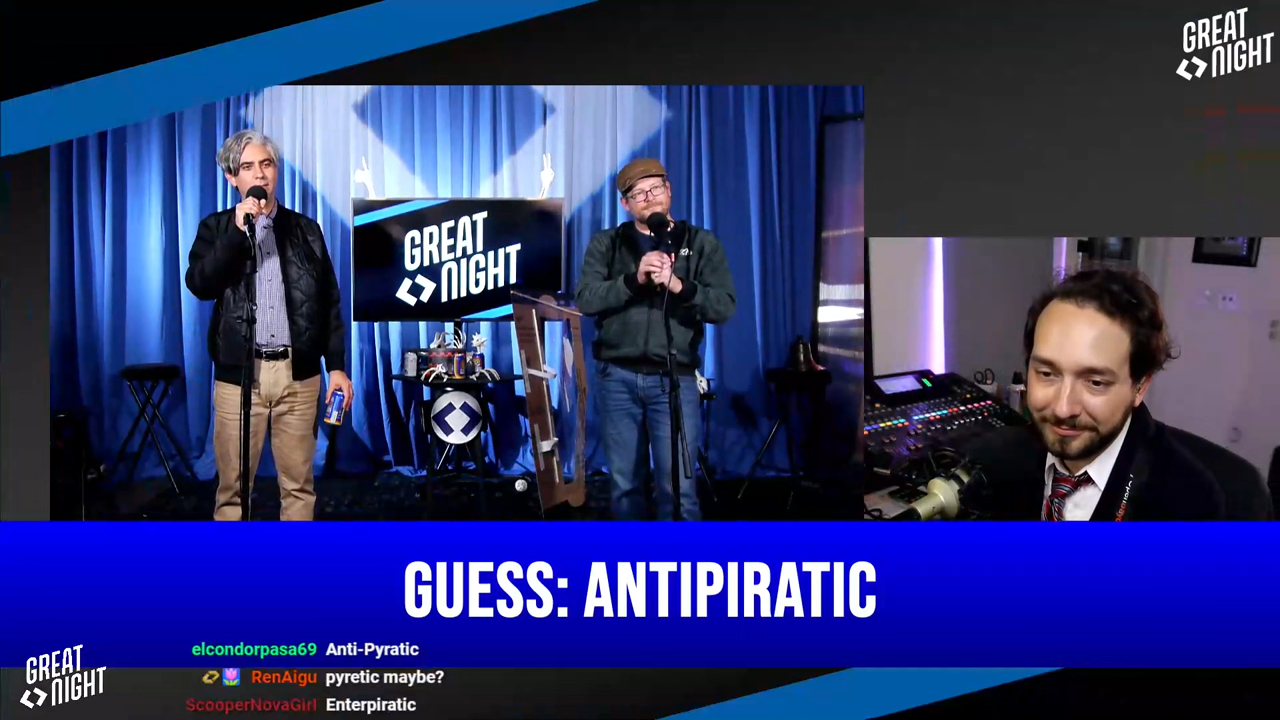 GREAT
NIGHT
GREAT
NIGHT
GUESS: ANTIPIRATIC
elcondorpasa69 Anti-Pyratic
RenAigu pyretic maybe?
ScooperNovaGirl Enterpiratic
GREAT
NIGHT